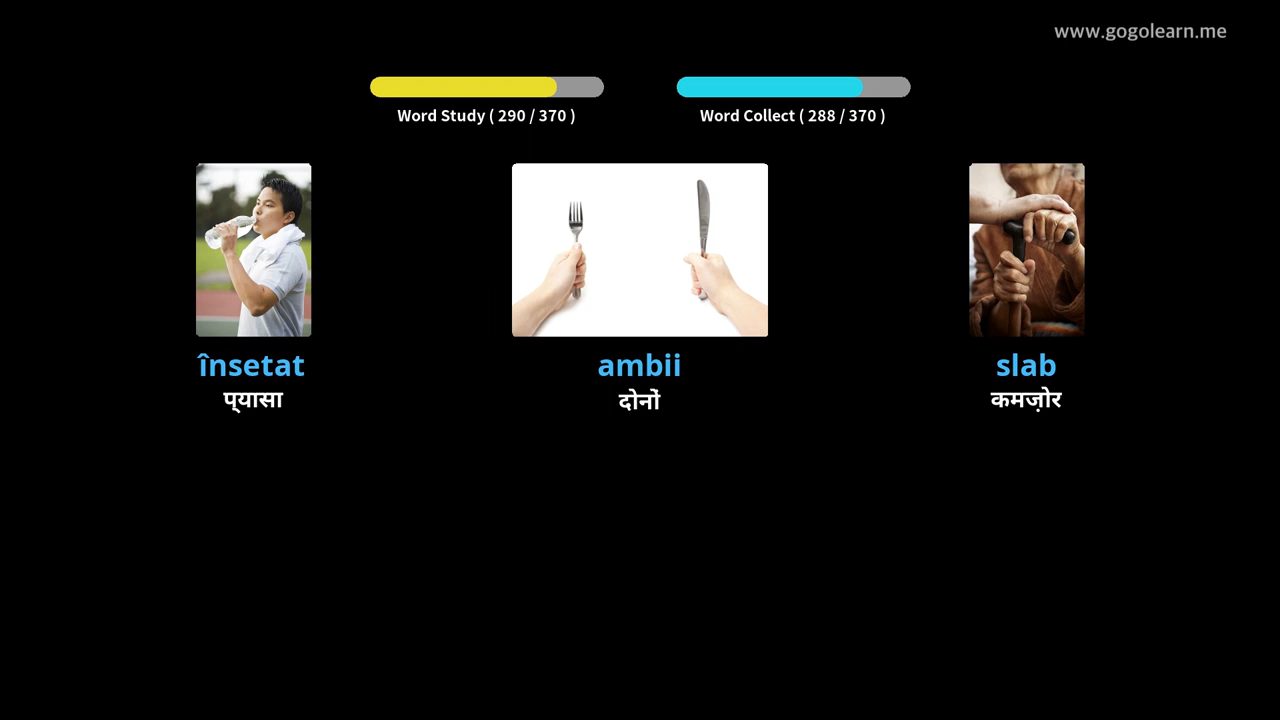 www.gogolearn.me
Word Study ( 290 / 370 )
Word Collect ( 288 / 370 )
însetat
ambii
slab
प्यासा
दोनों
कमज़ोर